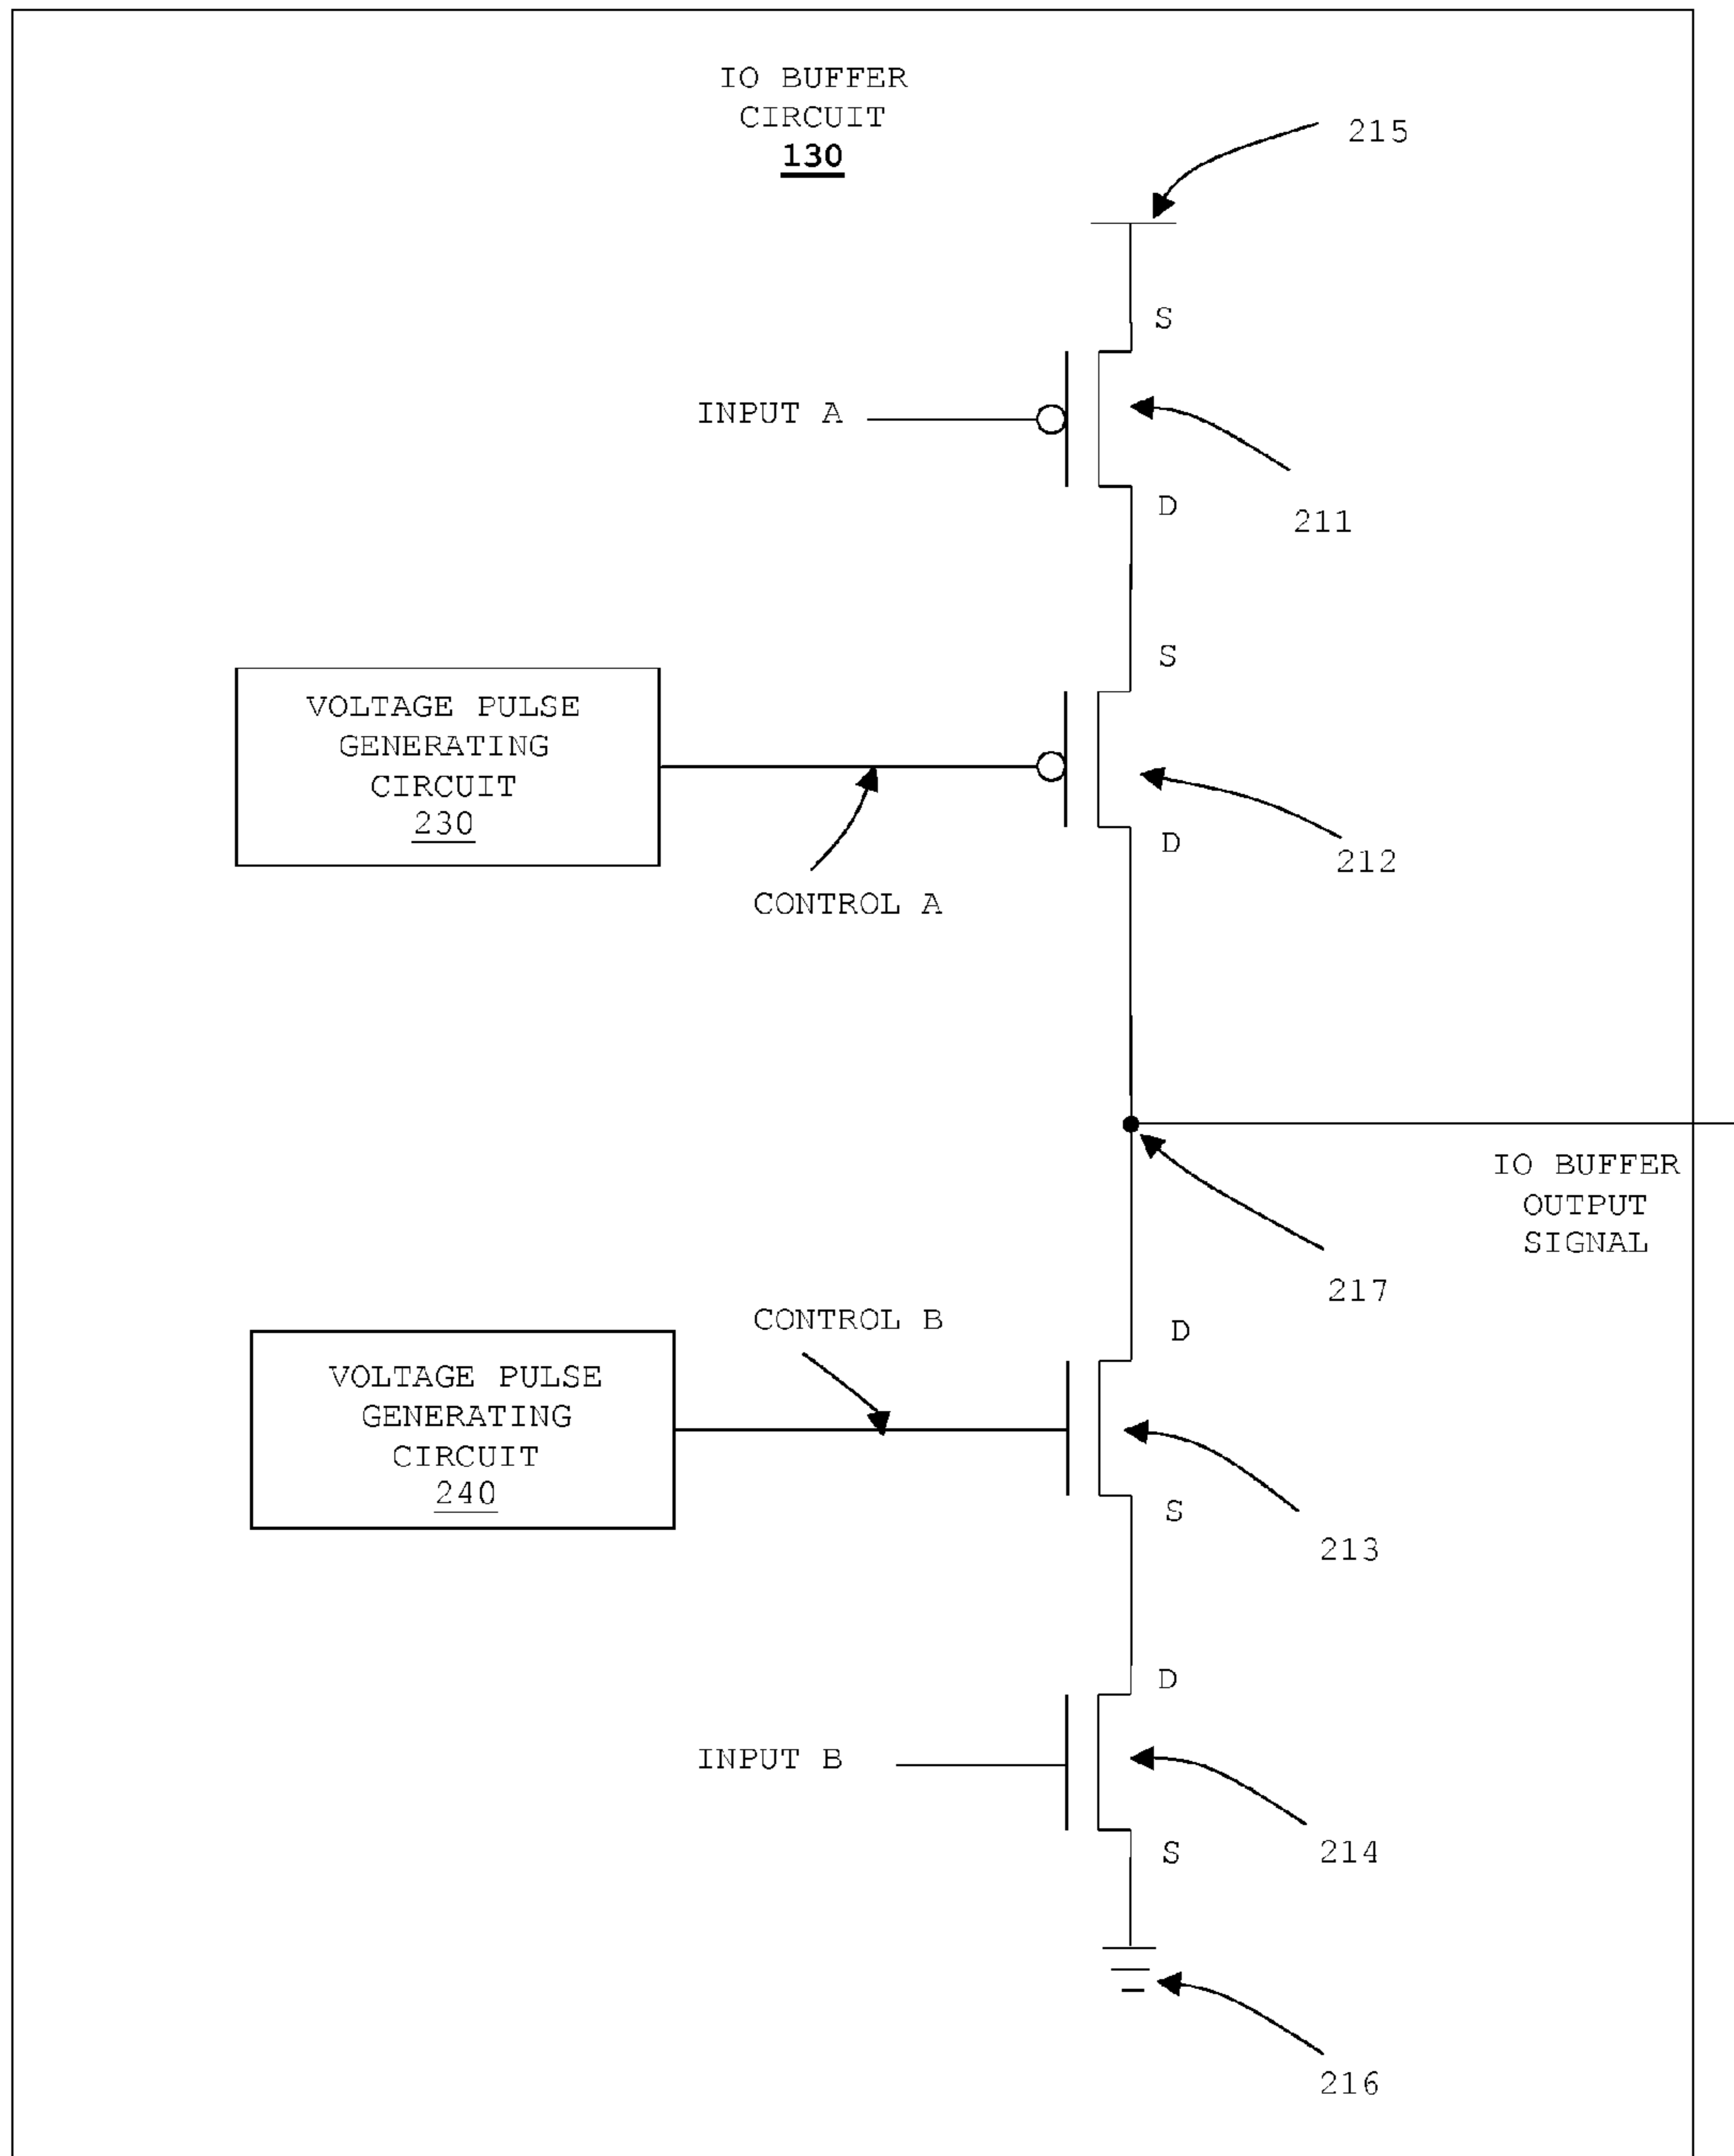 IO BUFFER
CIRCUIT
130
215
S
INPUT A
D
211
S
VOLTAGE PULSE
GENERATING
CIRCUIT
230
D
212
CONTROL A
IO BUFFER
OUTPUT
SIGNAL
217
CONTROL B
D
VOLTAGE PULSE
GENERATING
CIRCUIT
240
S
213
D
INPUT B
S
214
216